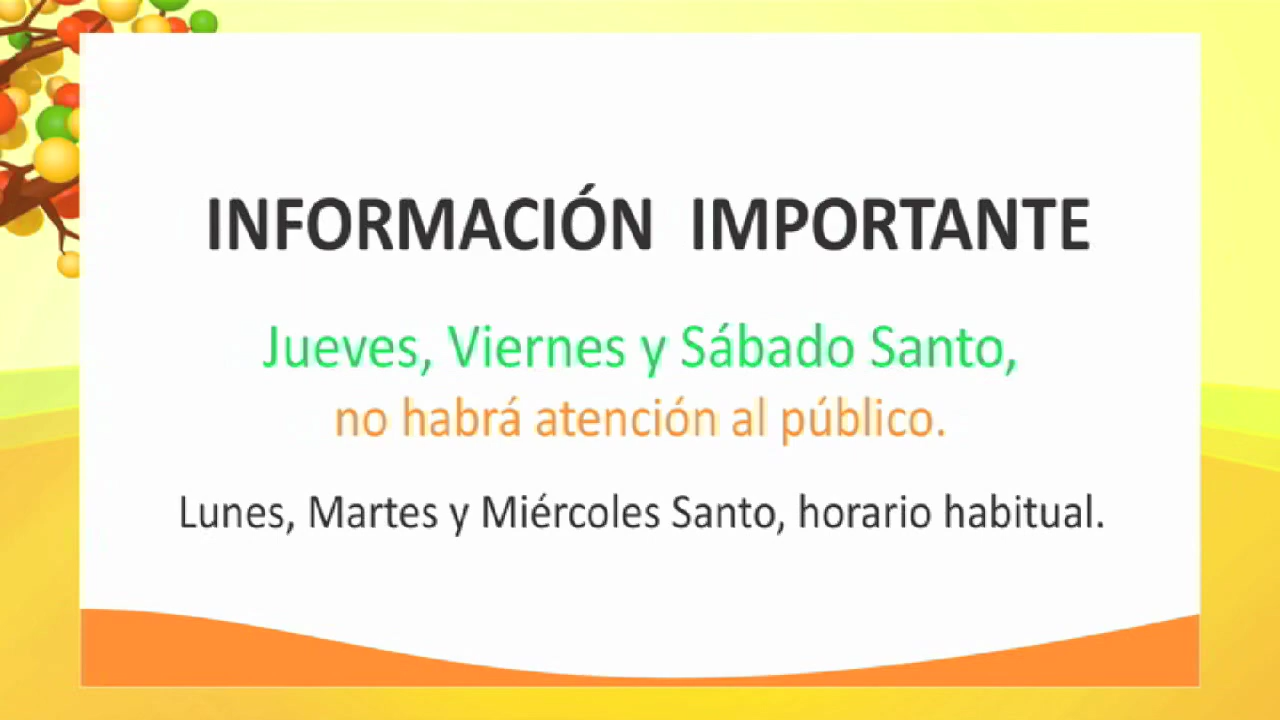 INFORMACIÓN IMPORTANTE
Jueves, Viernes y Sábado Santo,
no habrá atención al público.
Lunes, Martes y Miércoles Santo, horario habitual.